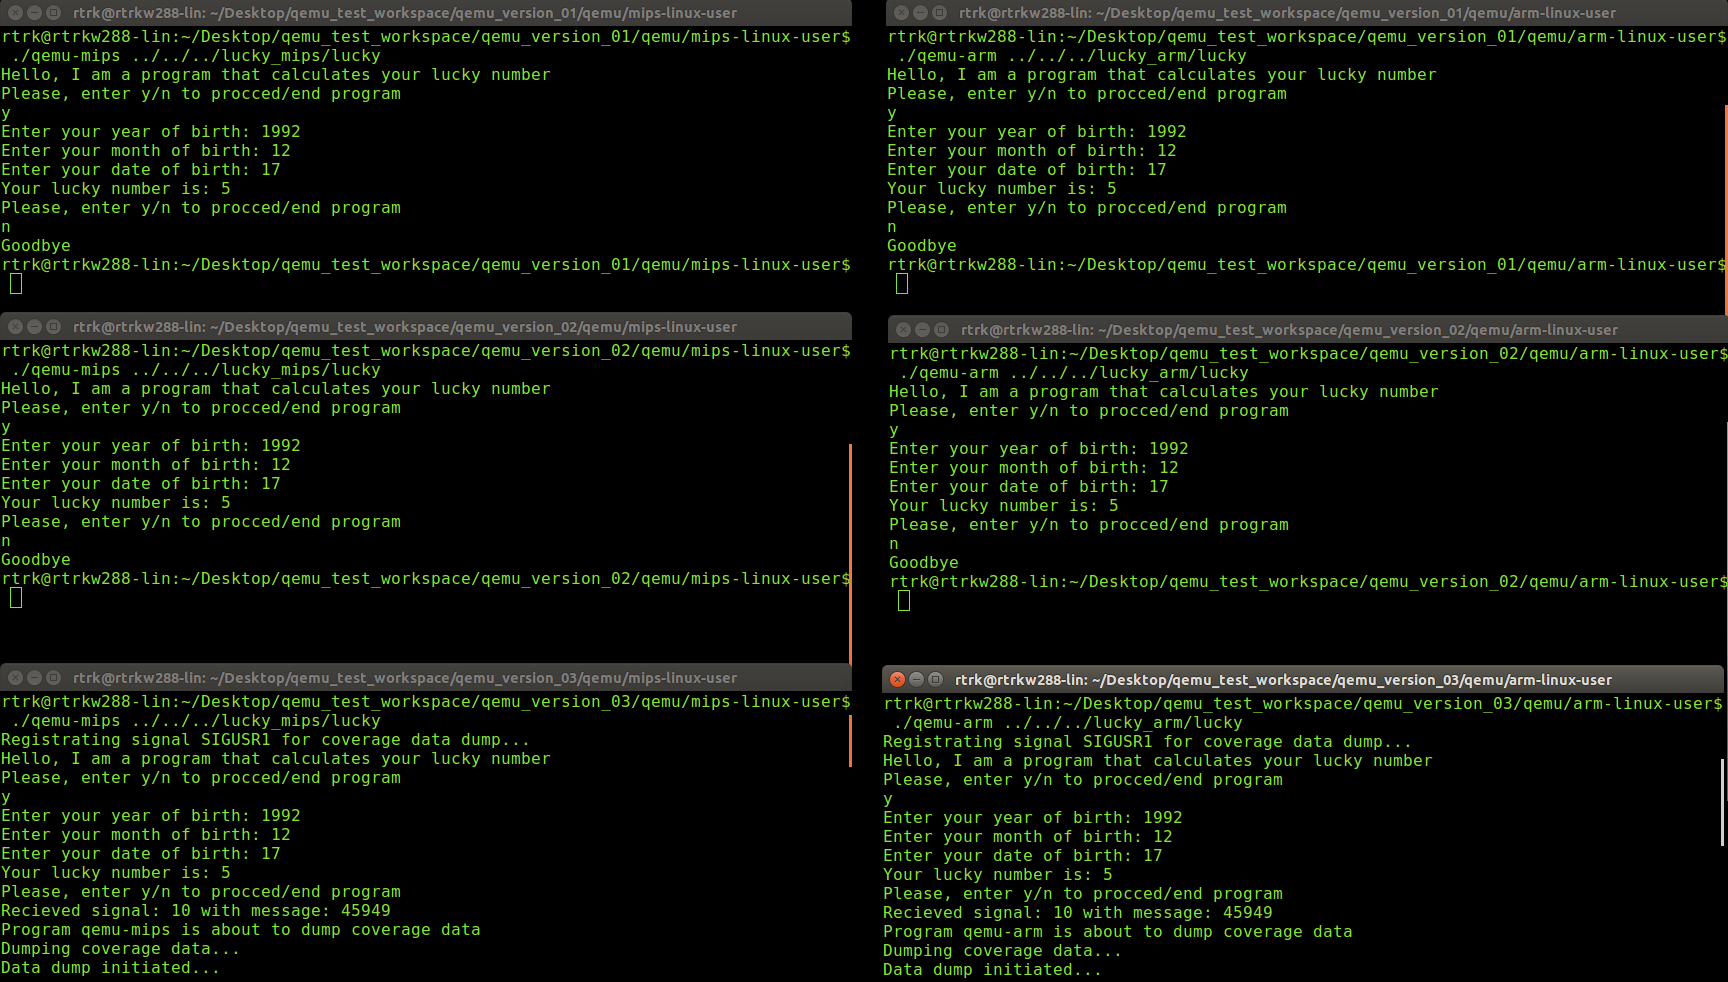 rtrk@rtrkw288-lin: ~/Desktop/qemu_test_workspace/qemu_version_01/qemu/mips-linux-user
rtrk@rtrkw288-lin:~/Desktop/qemu_test_workspace/qemu_version_01/qemu/mips-linux-user$
./qemu-mips ../../../lucky_mips/lucky
Hello, I am a program that calculates your lucky number
Please, enter y/n to procced/end program
y
Enter your year of birth: 1992
Enter your month of birth: 12
Enter your date of birth: 17
Your lucky number is: 5
Please, enter y/n to procced/end program
n
Goodbye
rtrk@rtrkw288-lin:~/Desktop/qemu_test_workspace/qemu_version_01/qemu/mips-linux-user$
rtrk@rtrkw288-lin: ~/Desktop/qemu_test_workspace/qemu_version_01/qemu/arm-linux-user
rtrk@rtrkw288-lin:~/Desktop/qemu_test_workspace/qemu_version_01/qemu/arm-linux-user$
./qemu-arm ../../../lucky_arm/lucky
Hello, I am a program that calculates your lucky number
Please, enter y/n to procced/end program
y
Enter your year of birth: 1992
Enter your month of birth: 12
Enter your date of birth: 17
Your lucky number is: 5
Please, enter y/n to procced/end program
n
Goodbye
rtrk@rtrkw288-lin:~/Desktop/qemu_test_workspace/qemu_version_01/qemu/arm-linux-user$
rtrk@rtrkw288-lin: ~/Desktop/qemu_test_workspace/qemu_version_02/qemu/mips-linux-user
rtrk@rtrkw288-lin:~/Desktop/qemu_test_workspace/qemu_version_02/qemu/mips-linux-user$
./qemu-mips ../../../lucky_mips/lucky
Hello, I am a program that calculates your lucky number
Please, enter y/n to procced/end program
y
Enter your year of birth: 1992
Enter your month of birth: 12
Enter your date of birth: 17
Your lucky number is: 5
Please, enter y/n to procced/end program
n
Goodbye
rtrk@rtrkw288-lin:~/Desktop/qemu_test_workspace/qemu_version_02/qemu/mips-linux-user$
rtrk@rtrkw288-lin: ~/Desktop/qemu_test_workspace/qemu_version_02/qemu/arm-linux-user
rtrk@rtrkw288-lin:~/Desktop/qemu_test_workspace/qemu_version_02/qemu/arm-linux-user$
./qemu-arm ../../../lucky_arm/lucky
Hello, I am a program that calculates your lucky number
Please, enter y/n to procced/end program
y
Enter your year of birth: 1992
Enter your month of birth: 12
Enter your date of birth: 17
Your lucky number is: 5
Please, enter y/n to procced/end program
n
Goodbye
rtrk@rtrkw288-lin:~/Desktop/qemu_test_workspace/qemu_version_02/qemu/arm-linux-user$
rtrk@rtrkw288-lin: ~/Desktop/qemu_test_workspace/qemu_version_03/qemu/mips-linux-user
rtrk@rtrkw288-lin:~/Desktop/qemu_test_workspace/qemu_version_03/qemu/mips-linux-user$
./qemu-mips ../../../lucky_mips/lucky
Registrating signal SIGUSR1 for coverage data dump...
Hello, I am a program that calculates your lucky number
Please, enter y/n to procced/end program
y
Enter your year of birth: 1992
Enter your month of birth: 12
Enter your date of birth: 17
Your lucky number is: 5
Please, enter y/n to procced/end program
Recieved signal: 10 with message: 45949
Program qemu-mips is about to dump coverage data
Dumping coverage data...
Data dump initiated...
rtrk@rtrkw288-lin: ~/Desktop/qemu_test_workspace/qemu_version_03/qemu/arm-linux-user
rtrk@rtrkw288-lin:~/Desktop/qemu_test_workspace/qemu_version_03/qemu/arm-linux-user$
./qemu-arm ../../../lucky_arm/lucky
Registrating signal SIGUSR1 for coverage data dump...
Hello, I am a program that calculates your lucky number
Please, enter y/n to procced/end program
y
Enter your year of birth: 1992
Enter your month of birth: 12
Enter your date of birth: 17
Your lucky number is: 5
Please, enter y/n to procced/end program
Recieved signal: 10 with message: 45949
Program qemu-arm is about to dump coverage data
Dumping coverage data...
Data dump initiated...